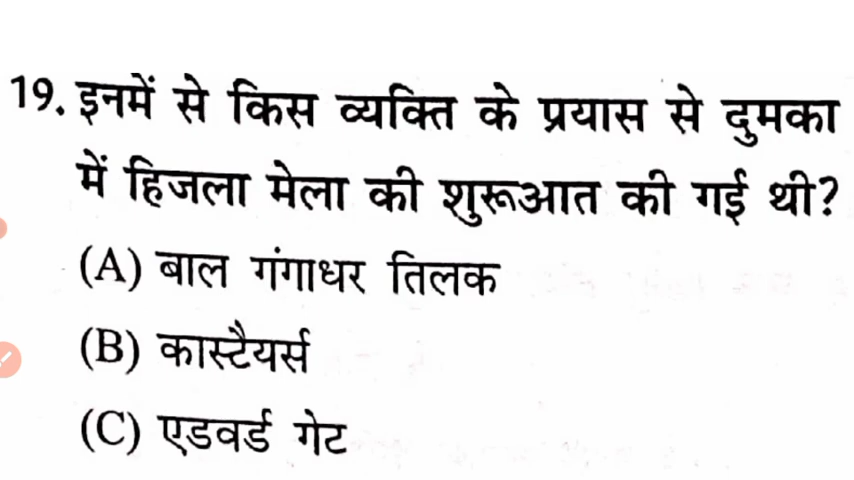 19. इनमें से किस व्यक्ति के प्रयास से दुमका
में हिजला मेला की शुरूआत की गई थी?
(A) बाल गंगाधर तिलक
(B) कास्टैयर्स
(C) एडवर्ड गेट